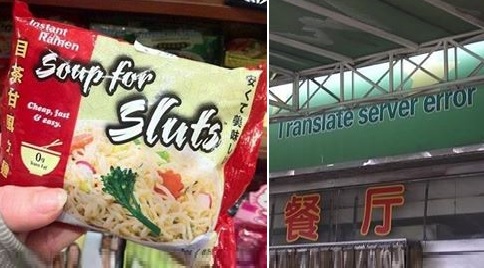 Instant
Ramen
Soup for
Sluts
Cheap, fast
& easy.
0g
安くて美味し
Translate server error
餐厅